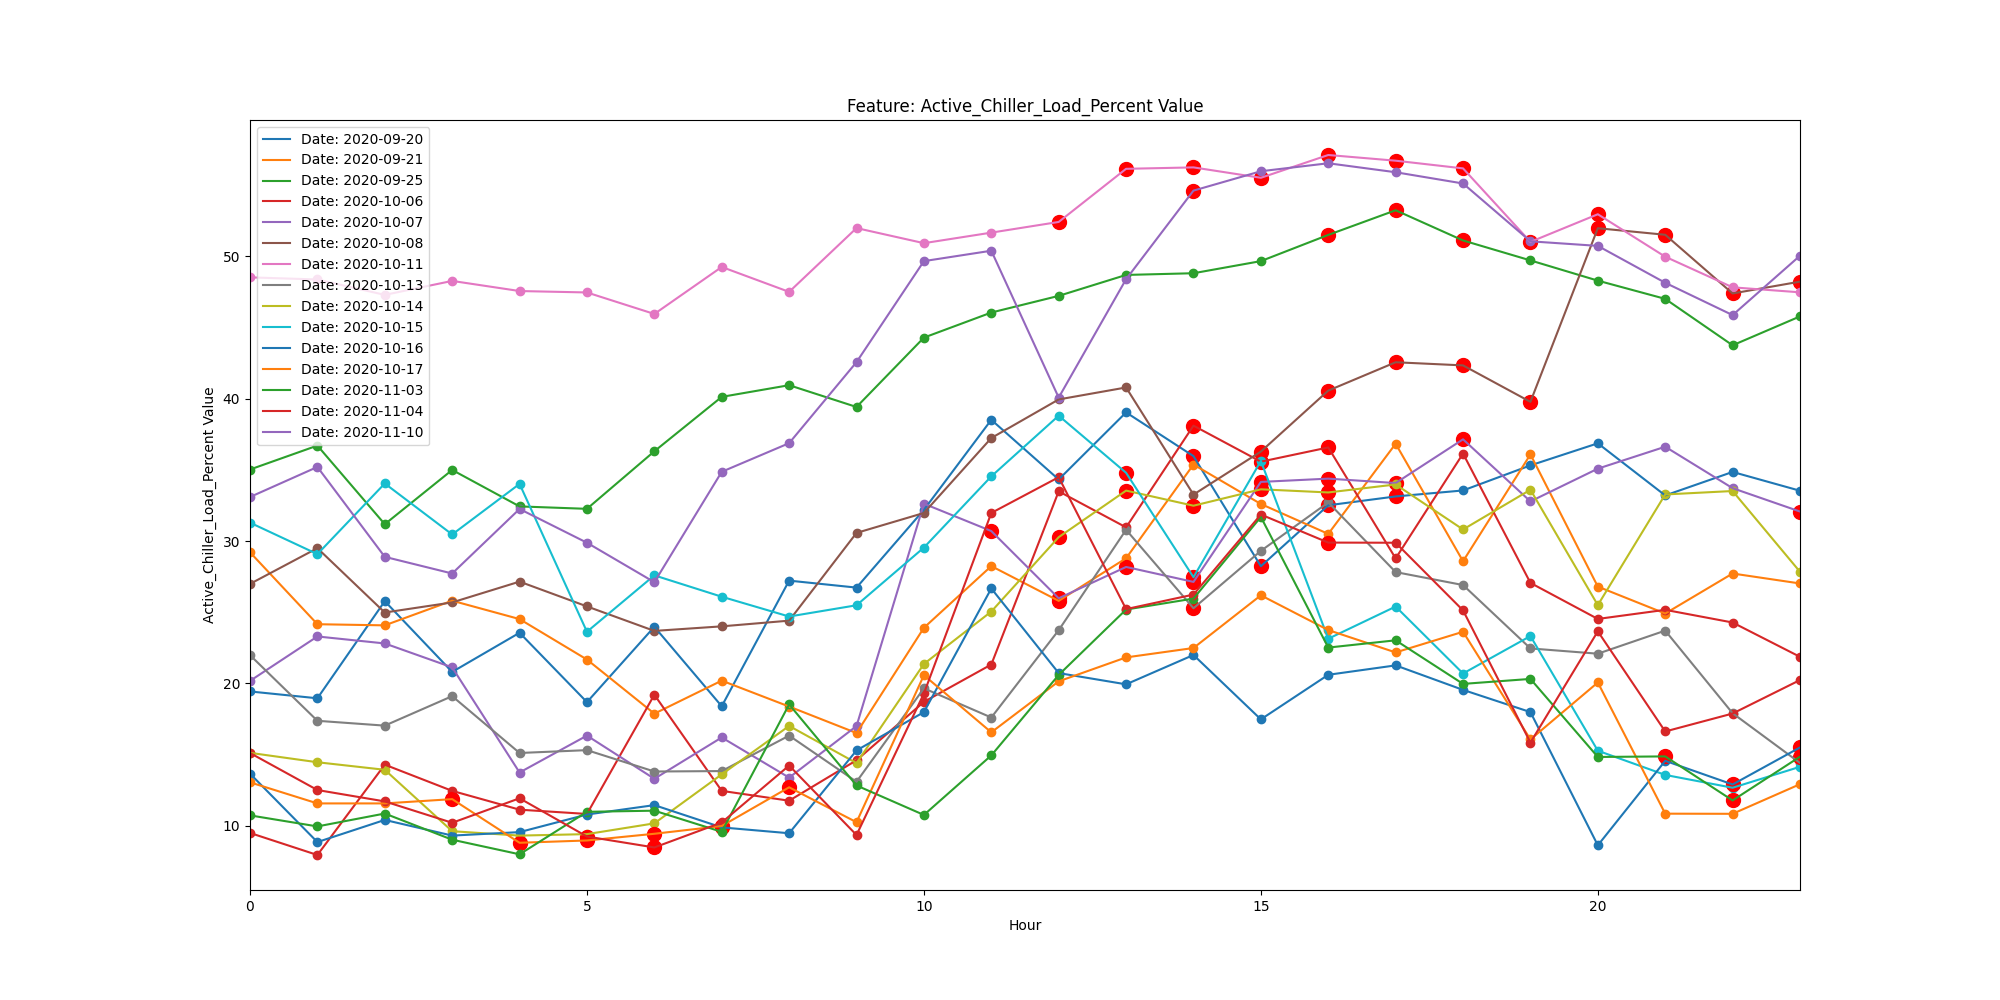 Feature: Active_Chiller_Load_Percent Value
Date: 2020-09-20
Date: 2020-09-21
Date: 2020-09-25
Date: 2020-10-06
Date: 2020-10-07
Date: 2020-10-08
Date: 2020-10-11
Date: 2020-10-13
Date: 2020-10-14
Date: 2020-10-15
Date: 2020-10-16
Date: 2020-10-17
Date: 2020-11-03
Date: 2020-11-04
Date: 2020-11-10
Active_Chiller_Load_Percent Value
50
40
30
20
10
0 5 10 15 20
Hour